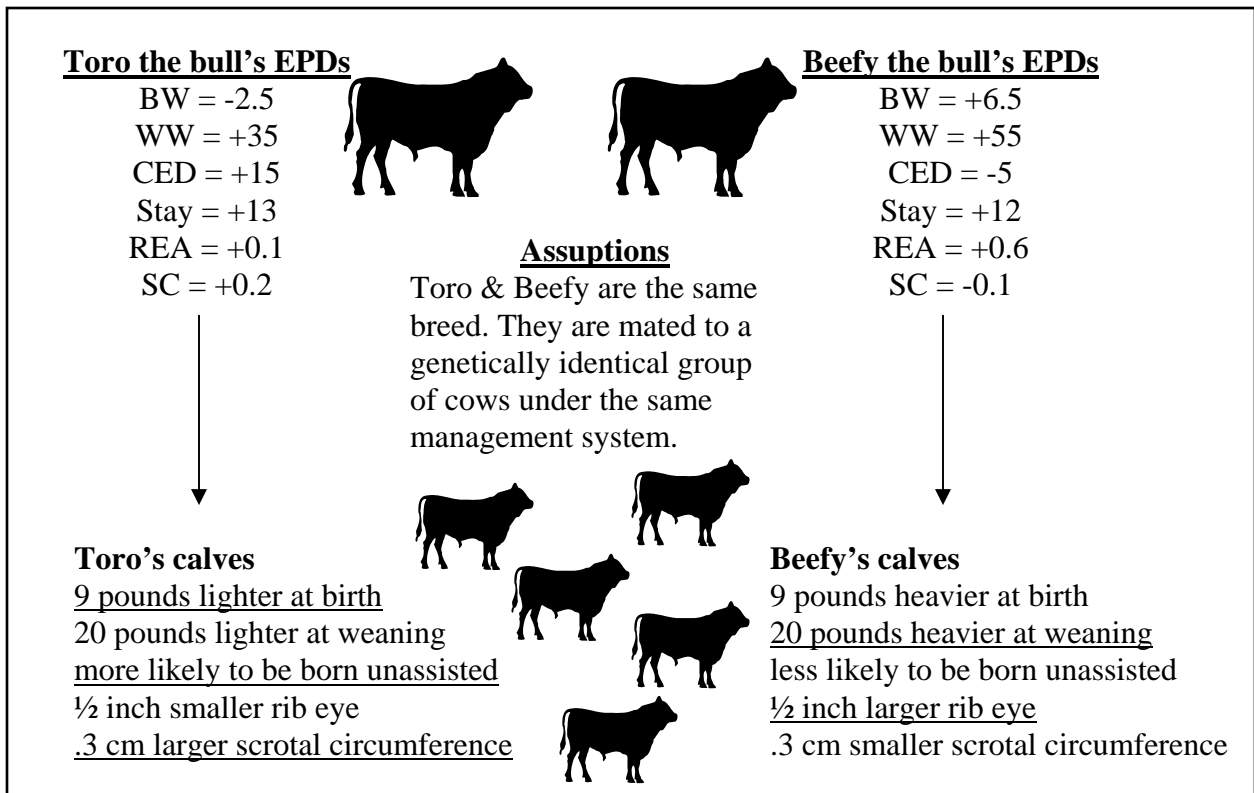 Toro the bull’s EPDs
BW = -2.5
WW = +35
CED = +15
Stay = +13
REA = +0.1
SC = +0.2
Beefy the bull’s EPDs
BW = +6.5
WW = +55
CED = -5
Stay = +12
REA = +0.6
SC = -0.1
Assuptions
Toro & Beefy are the same
breed. They are mated to a
genetically identical group
of cows under the same
management system.
Toro’s calves
9 pounds lighter at birth
20 pounds lighter at weaning
more likely to be born unassisted
½ inch smaller rib eye
.3 cm larger scrotal circumference
Beefy’s calves
9 pounds heavier at birth
20 pounds heavier at weaning
less likely to be born unassisted
½ inch larger rib eye
.3 cm smaller scrotal circumference